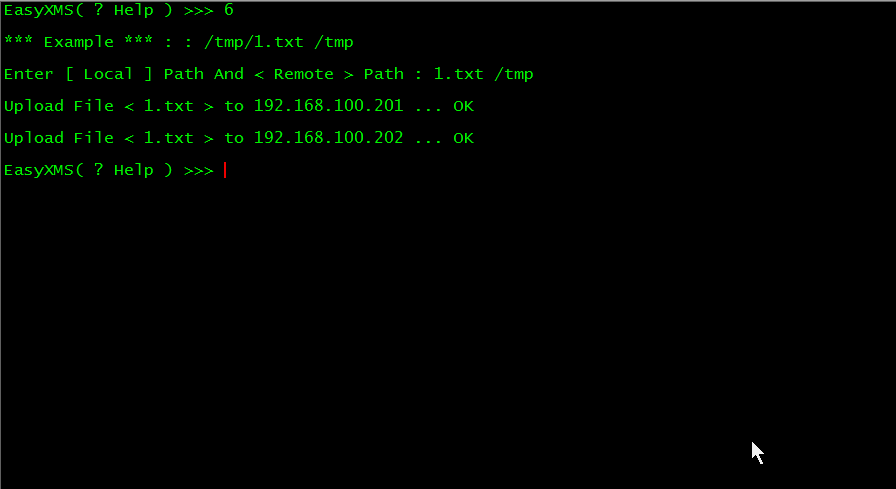 EasyXMS( ? Help ) >>> 6
*** Example *** : : /tmp/1.txt /tmp
Enter [ Local ] Path And < Remote > Path : 1.txt /tmp
Upload File < 1.txt > to 192.168.100.201 ... OK
Upload File < 1.txt > to 192.168.100.202 ... OK
EasyXMS( ? Help ) >>>